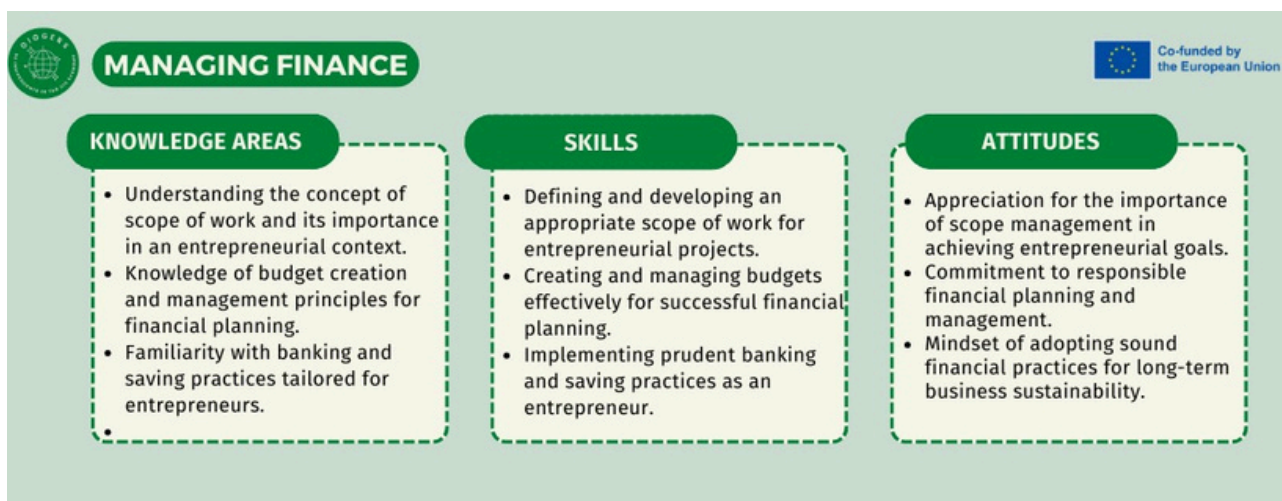 DIOGENE
MANAGING FINANCE
Co-funded by
the European Union
KNOWLEDGE AREAS
• Understanding the concept of
scope of work and its importance
in an entrepreneurial context.
• Knowledge of budget creation
and management principles for
financial planning.
• Familiarity with banking and
saving practices tailored for
entrepreneurs.
•
SKILLS
• Defining and developing an
appropriate scope of work for
entrepreneurial projects.
• Creating and managing budgets
effectively for successful financial
planning.
• Implementing prudent banking
and saving practices as an
entrepreneur.
ATTITUDES
• Appreciation for the importance
of scope management in
achieving entrepreneurial goals.
• Commitment to responsible
financial planning and
management.
• Mindset of adopting sound
financial practices for long-term
business sustainability.